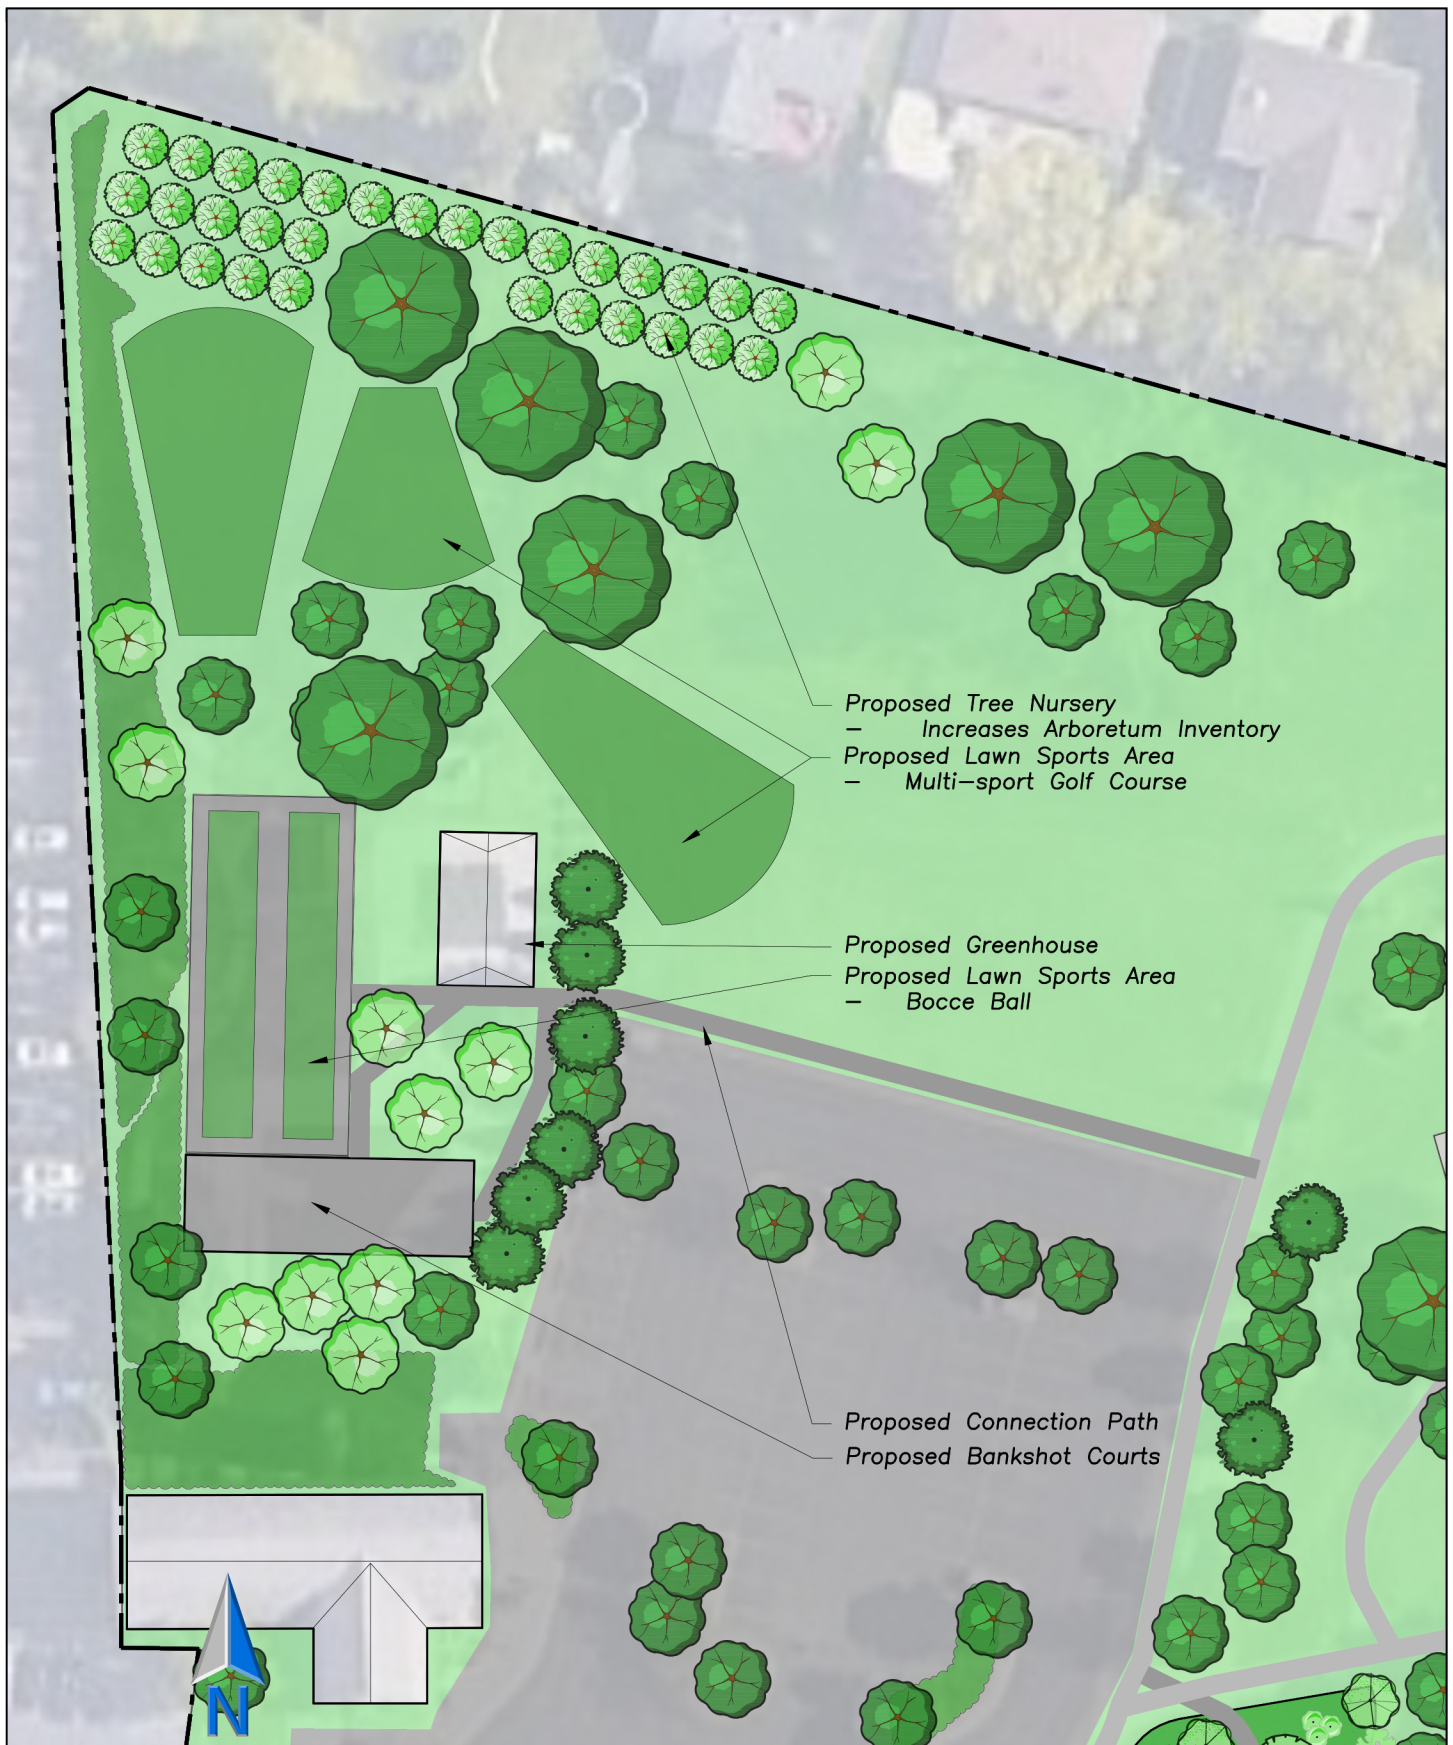 Proposed Tree Nursery
– Increases Arboretum Inventory
Proposed Lawn Sports Area
– Multi-sport Golf Course
Proposed Greenhouse
Proposed Lawn Sports Area
– Bocce Ball
Proposed Connection Path
Proposed Bankshot Courts
N